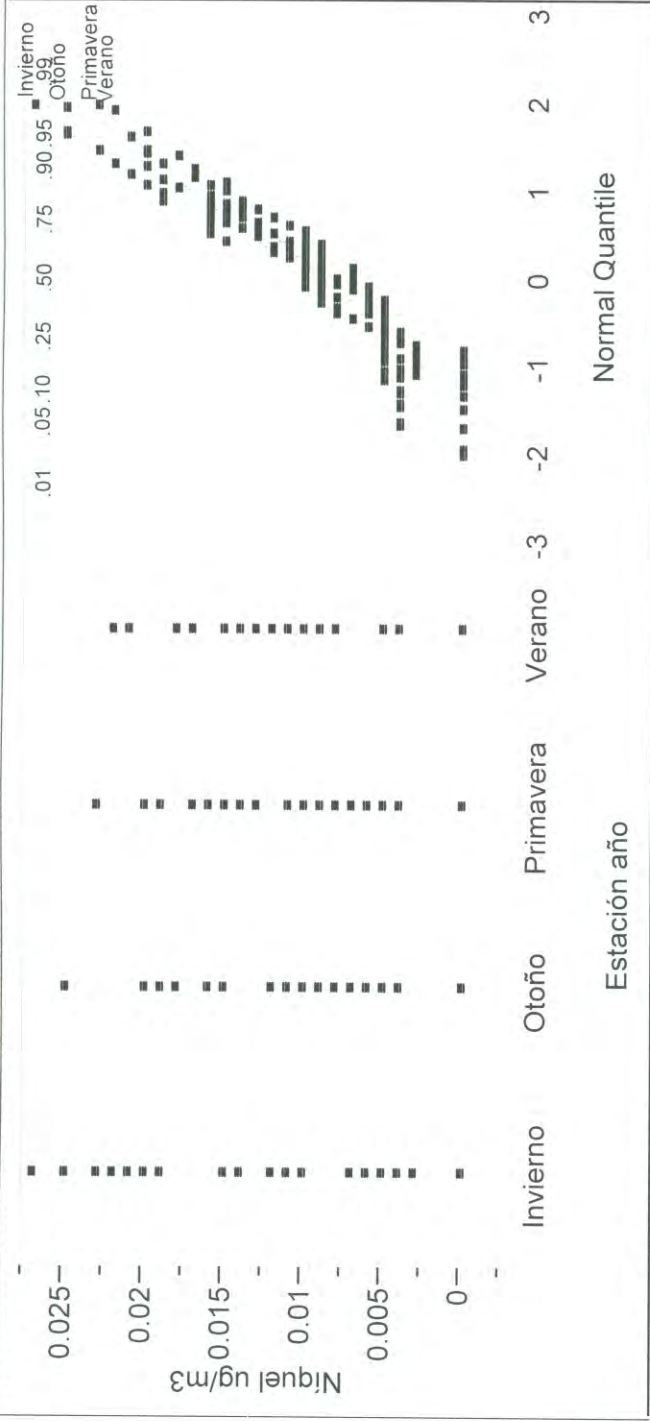 Níquel ug/m3
0.025
0.02
0.015
0.01
0.005
0
Invierno
Otoño
Primavera
Verano
Estación año
.01
.05
.10
.25
.50
.75
.90
.95
.99
Invierno
Otoño
Primavera
Verano
-3
-2
-1
0
1
2
3
Normal Quantile